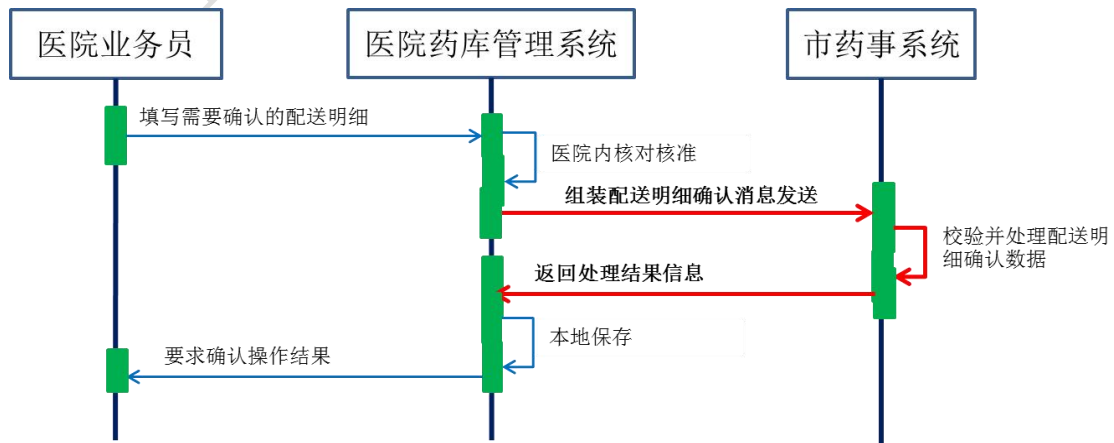 医院业务员
医院药库管理系统
市药事系统
填写需要确认的配送明细
医院内核对核准
组装配送明细确认消息发送
校验并处理配送明
细确认数据
返回处理结果信息
本地保存
要求确认操作结果